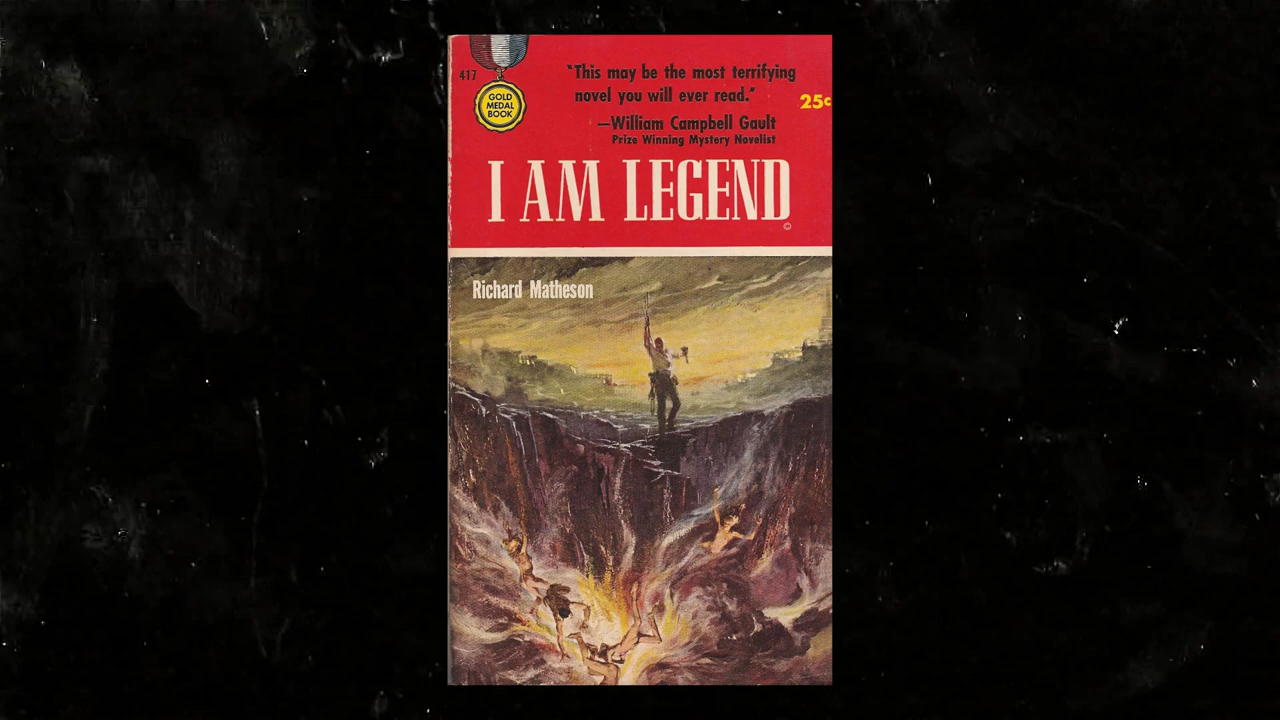 417
GOLD
MEDAL
BOOK
"This may be the most terrifying
novel you will ever read."
25¢
—William Campbell Gault
Prize Winning Mystery Novelist
I AM LEGEND
©
Richard Matheson